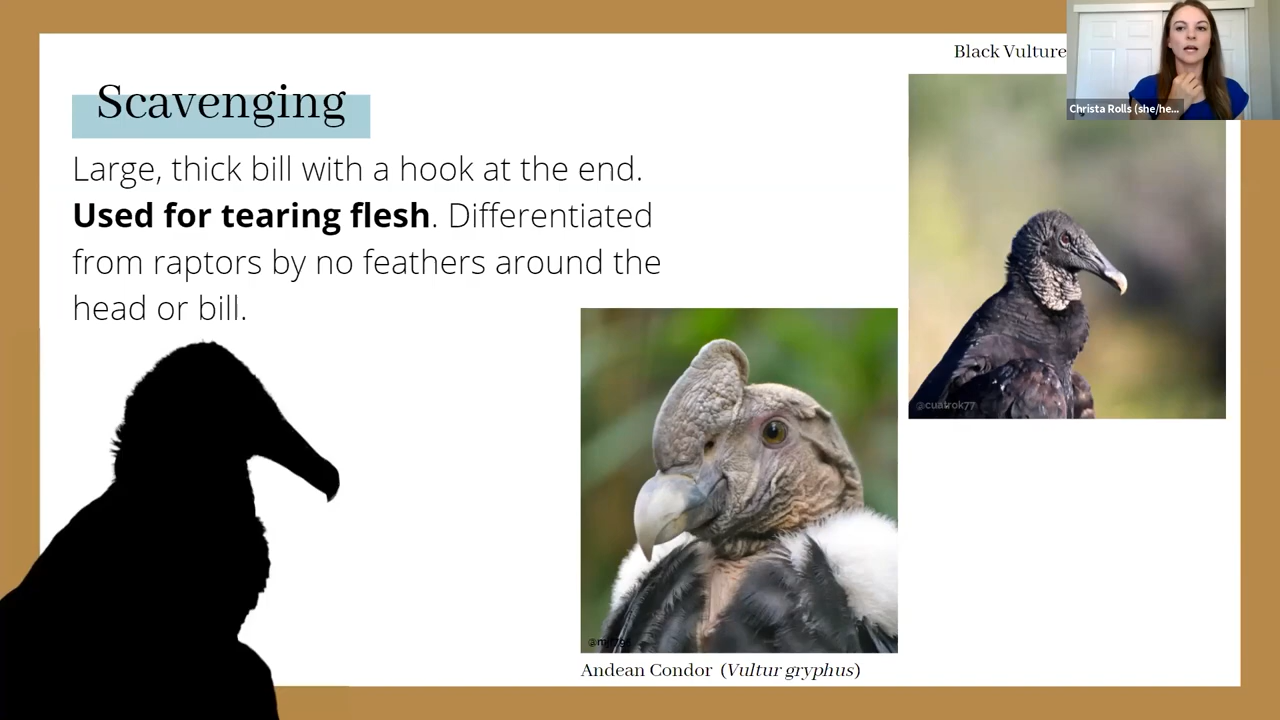 Black Vulture
Christa Rolls (she/he...
Scavenging
Large, thick bill with a hook at the end.
Used for tearing flesh. Differentiated
from raptors by no feathers around the
head or bill.
@cuatrok77
Andean Condor (Vultur gryphus)